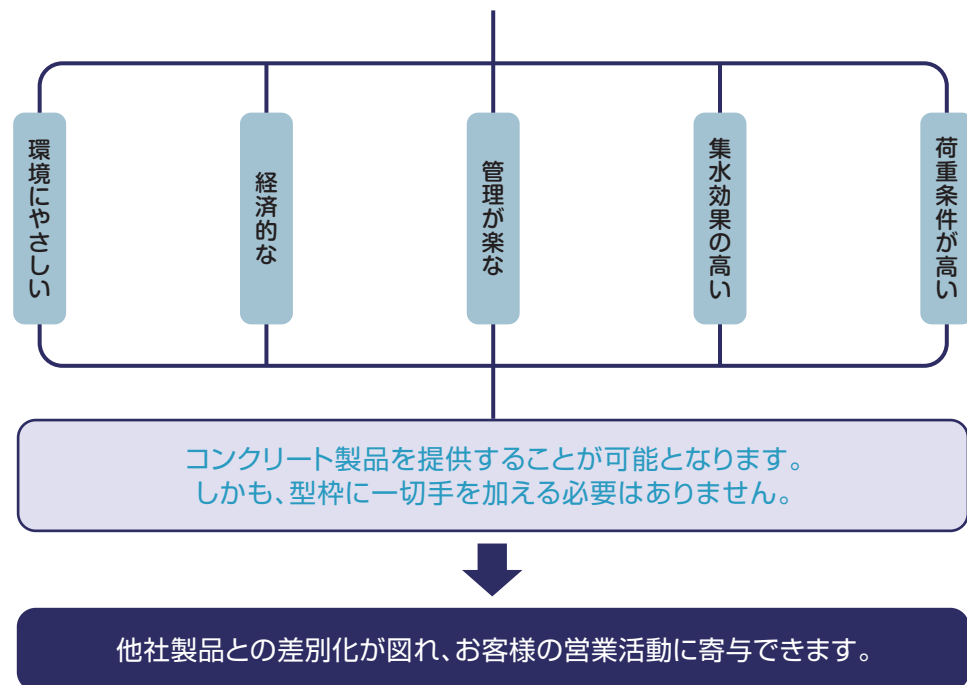 環境にやさしい
経済的な
管理が楽な
集水効果の高い
荷重条件が高い
コンクリート製品を提供することが可能となります。
しかも、型枠に一切手を加える必要はありません。
他社製品との差別化が図れ、お客様の営業活動に寄与できます。